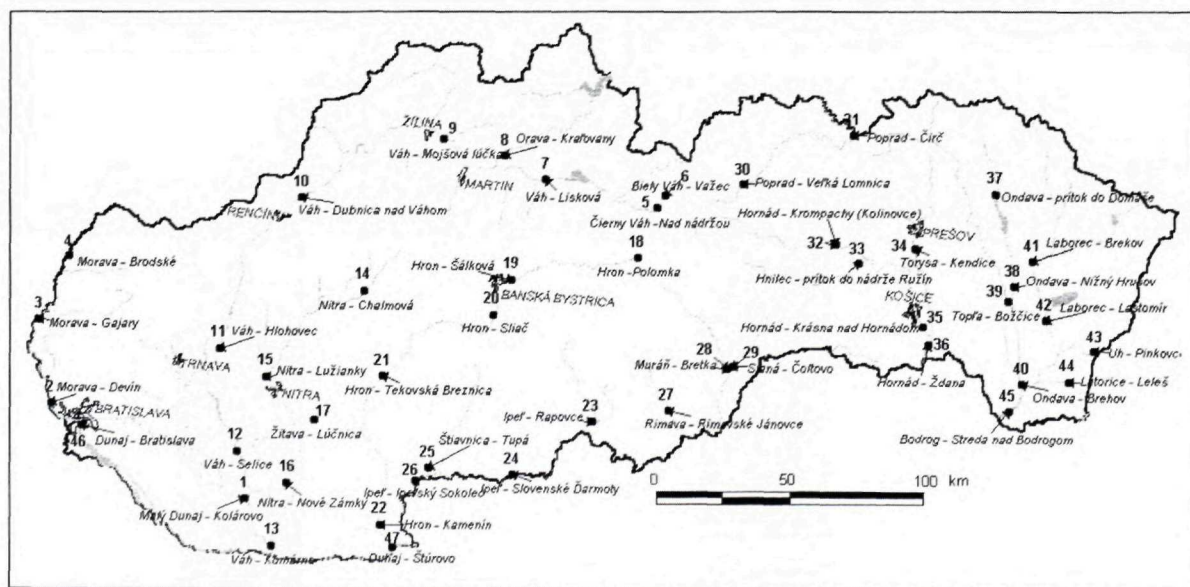 31
Poprad - Čirč
ŽILINA
9
Váh - Mojšová lúčka
8
Orava - Kraľovany
7
Váh - Lisková
MARTIN
10
Váh - Dubnica nad Váhom
RENČÍN
6
Biely Váh - Važec
5
Čierny Váh - Nad nádržou
30
Poprad - Veľká Lomnica
37
Ondava - prítok do Domaše
Hornád - Krompachy (Kolinovce)
32
33
Hnilec - prítok do nádrže Ružín
PREŠOV
34
Torysa - Kendice
4
Morava - Brodské
18
Hron - Polomka
41
Laborec - Brekov
38
Ondava - Nižný Hrušov
39
Topľa - Božčice
42
Laborec - Lastomír
14
Nitra - Chalmová
Hron - Šálková
19
BANSKÁ BYSTRICA
20
Hron - Sliač
3
Morava - Gajary
KOŠICE
35
Hornád - Krásna nad Hornádom
36
Hornád - Ždana
11
Váh - Hlohovec
TRNAVA
43
Uh - Pinkovce
15
Nitra - Lužianky
NITRA
21
Hron - Tekovská Breznica
28
Muráň - Bretka
29
Slaná - Čoltovo
44
Latorice - Leleš
40
Ondava - Brehov
45
Bodrog - Streda nad Bodrogom
2
Morava - Devín
BRATISLAVA
46
Dunaj - Bratislava
17
Žitava - Lúčnica
23
Ipeľ - Rapovce
27
Rimava - Rimavské Jánovce
12
Váh - Selice
16
Nitra - Nové Zámky
25
Štiavnica - Tupá
26
Ipeľ - Ipeľský Sokolec
24
Ipeľ - Slovenské Ďarmoty
1
Malý Dunaj - Kolárovo
22
Hron - Kamenín
13
Váh - Komárno
47
Dunaj - Štúrovo
0 50 100 km